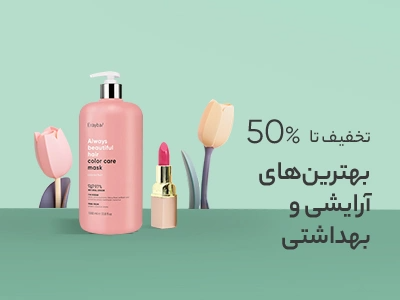 تخفیف تا 50%
بهترین‌های
آرایشی و
بهداشتی
Always
beautiful
hair
color care
mask